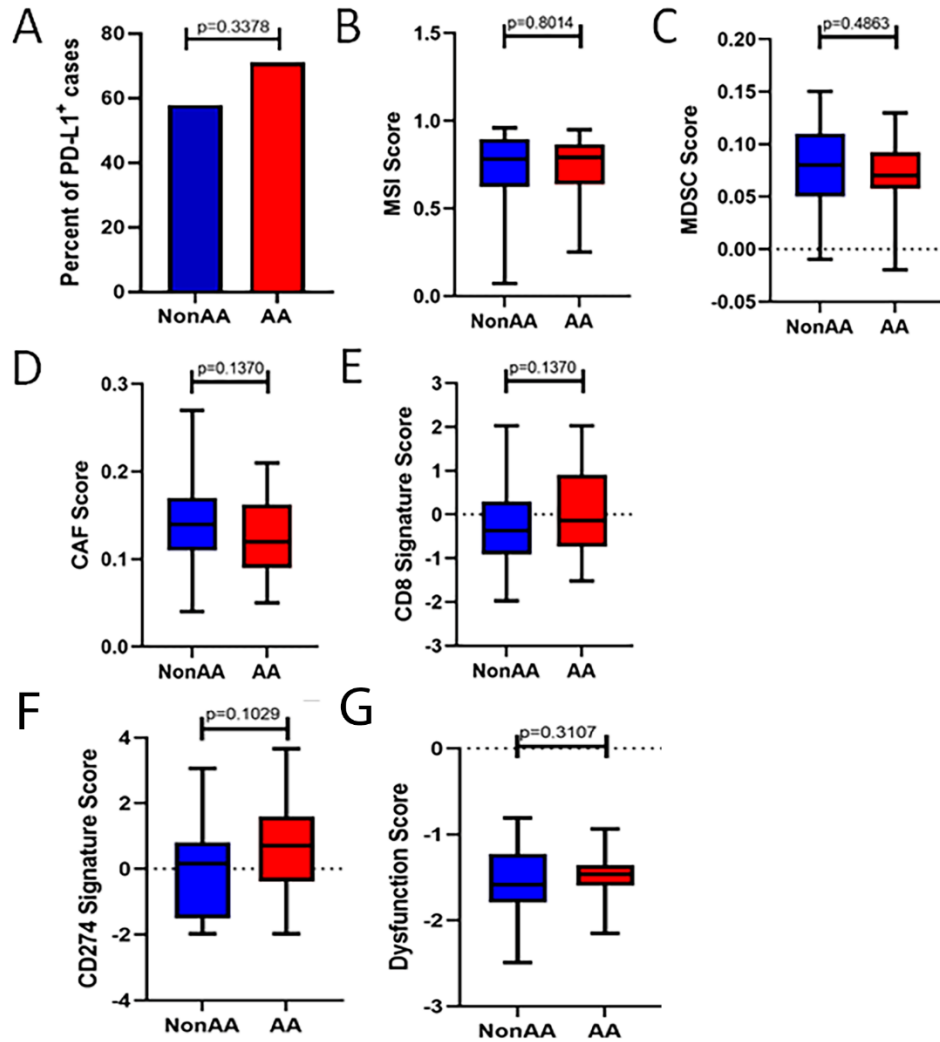 A
p=0.3378
Percent of PD-L1+ cases
80
60
40
20
0
NonAA AA
B
p=0.8014
MSI Score
1.5
1.0
0.5
0.0
NonAA AA
C
p=0.4863
MDSC Score
0.20
0.15
0.10
0.05
0.00
-0.05
NonAA AA
D
p=0.1370
CAF Score
0.3
0.2
0.1
0.0
NonAA AA
E
p=0.1370
CD8 Signature Score
3
2
1
0
-1
-2
-3
NonAA AA
F
p=0.1029
CD274 Signature Score
4
2
0
-2
-4
NonAA AA
G
p=0.3107
Dysfunction Score
0
-1
-2
-3
NonAA AA